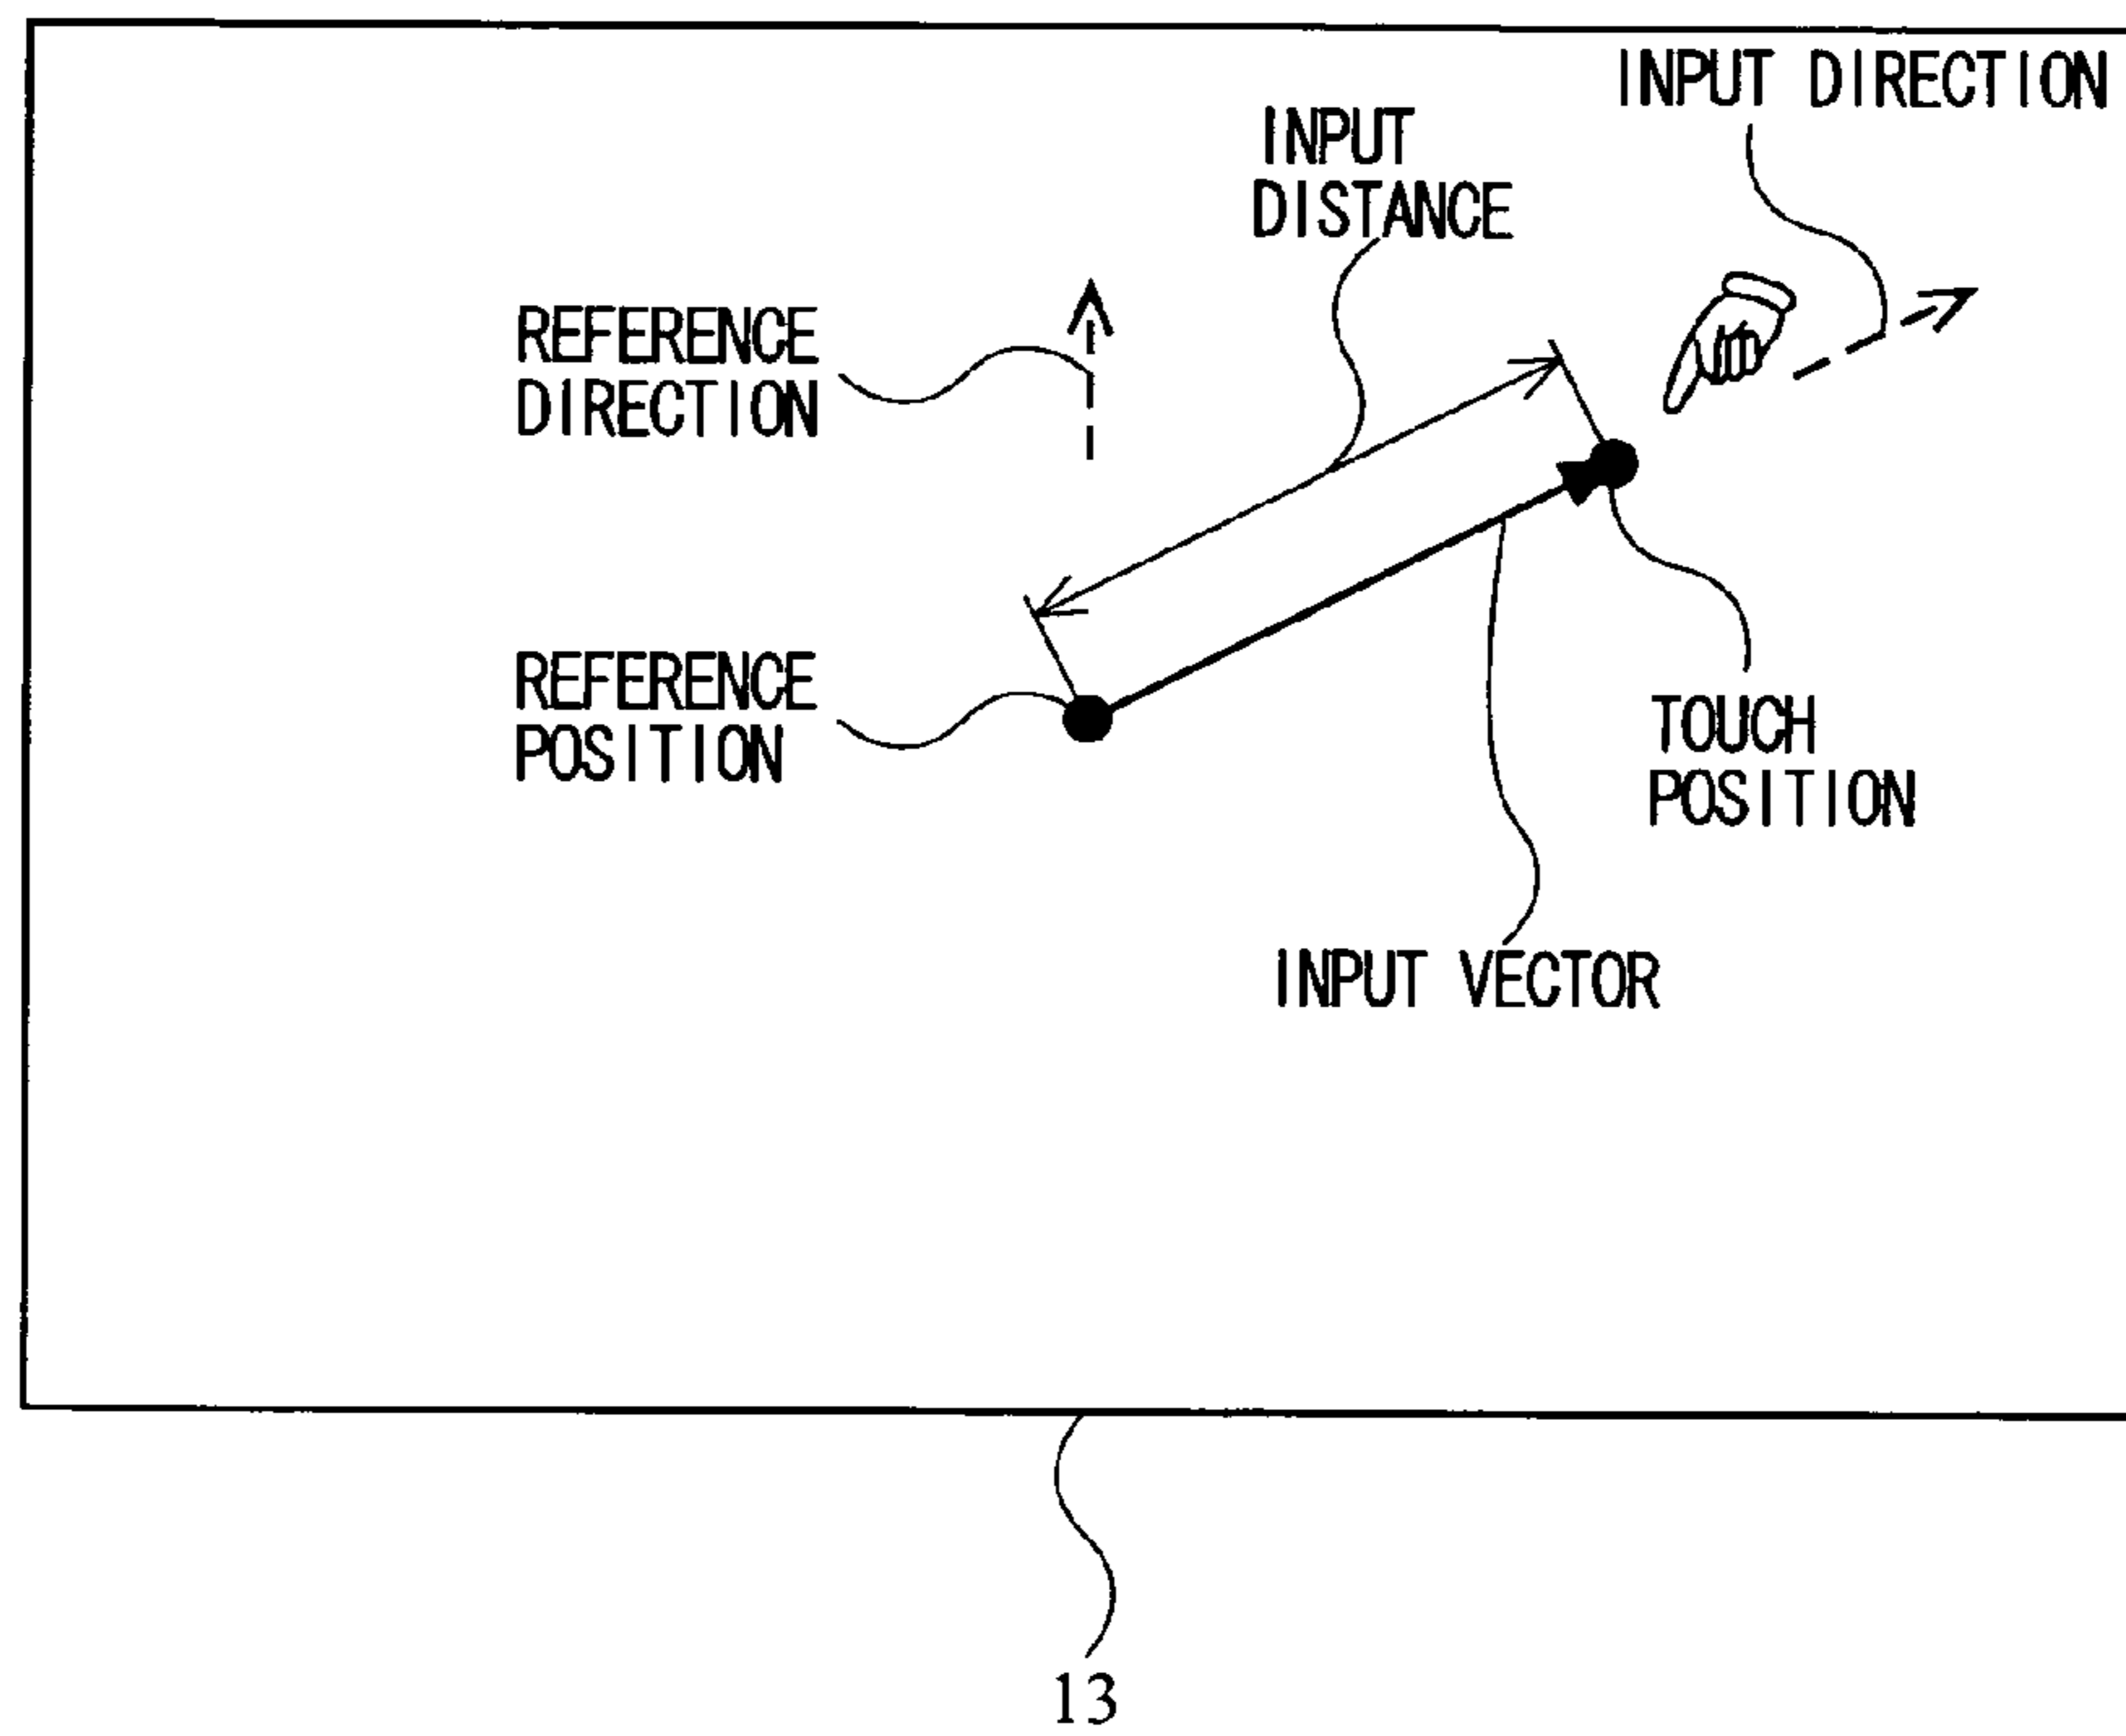 INPUT DIRECTION
INPUT
DISTANCE
REFERENCE
DIRECTION
REFERENCE
POSITION
TOUCH
POSITION
INPUT VECTOR
13